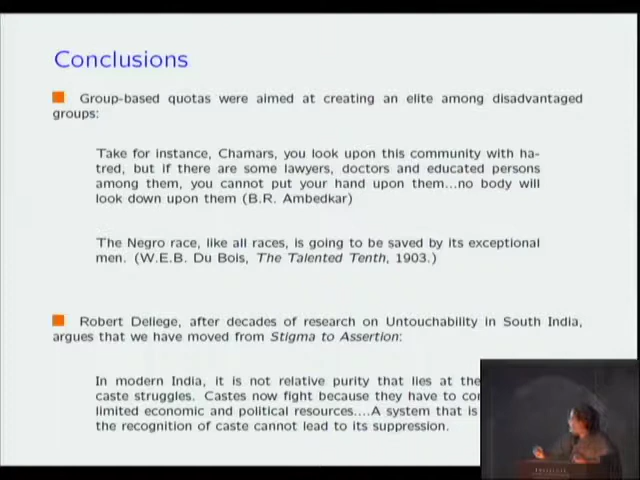 Conclusions
Group-based quotas were aimed at creating an elite among disadvantaged
groups:
Take for instance, Chamars, you look upon this community with ha-
tred, but if there are some lawyers, doctors and educated persons
among them, you cannot put your hand upon them...no body will
look down upon them (B.R. Ambedkar)
The Negro race, like all races, is going to be saved by its exceptional
men. (W.E.B. Du Bois, The Talented Tenth, 1903.)
Robert Deliege, after decades of research on Untouchability in South India,
argues that we have moved from Stigma to Assertion:
In modern India, it is not relative purity that lies at the
caste struggles. Castes now fight because they have to
limited economic and political resources....A system that is
the recognition of caste cannot lead to its suppression.